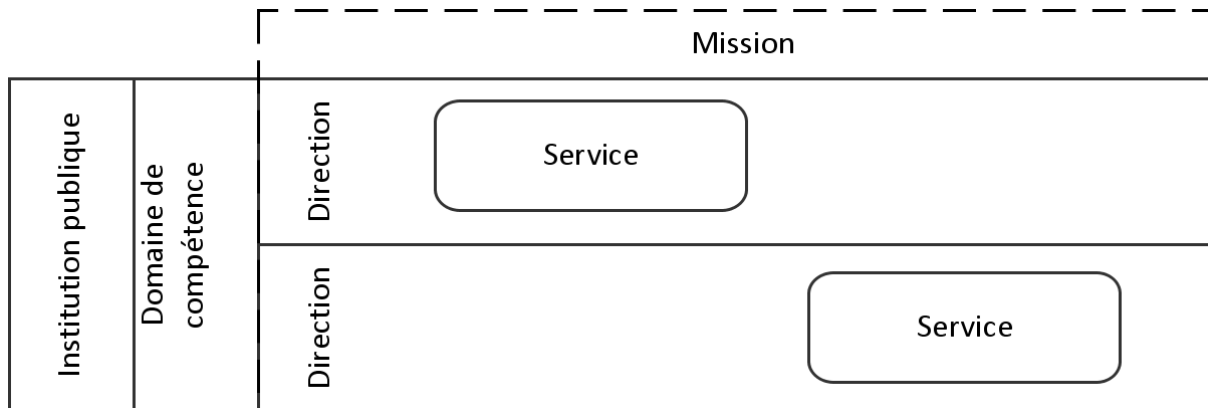 Mission
Institution publique
Domaine de
compétence
Direction
Service
Direction
Service